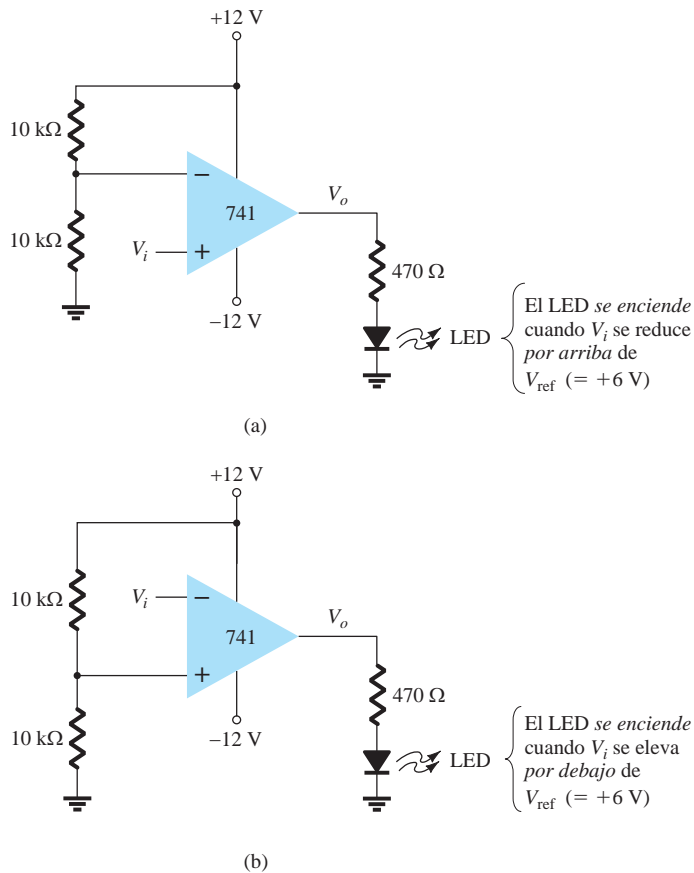 +12 V
10 kΩ
10 kΩ
−
741
+
V_i
V_o
−12 V
470 Ω
LED
El LED se enciende
cuando V_i se reduce
por arriba de
V_ref (= +6 V)
(a)
+12 V
10 kΩ
10 kΩ
V_i
−
741
+
V_o
−12 V
470 Ω
LED
El LED se enciende
cuando V_i se eleva
por debajo de
V_ref (= +6 V)
(b)